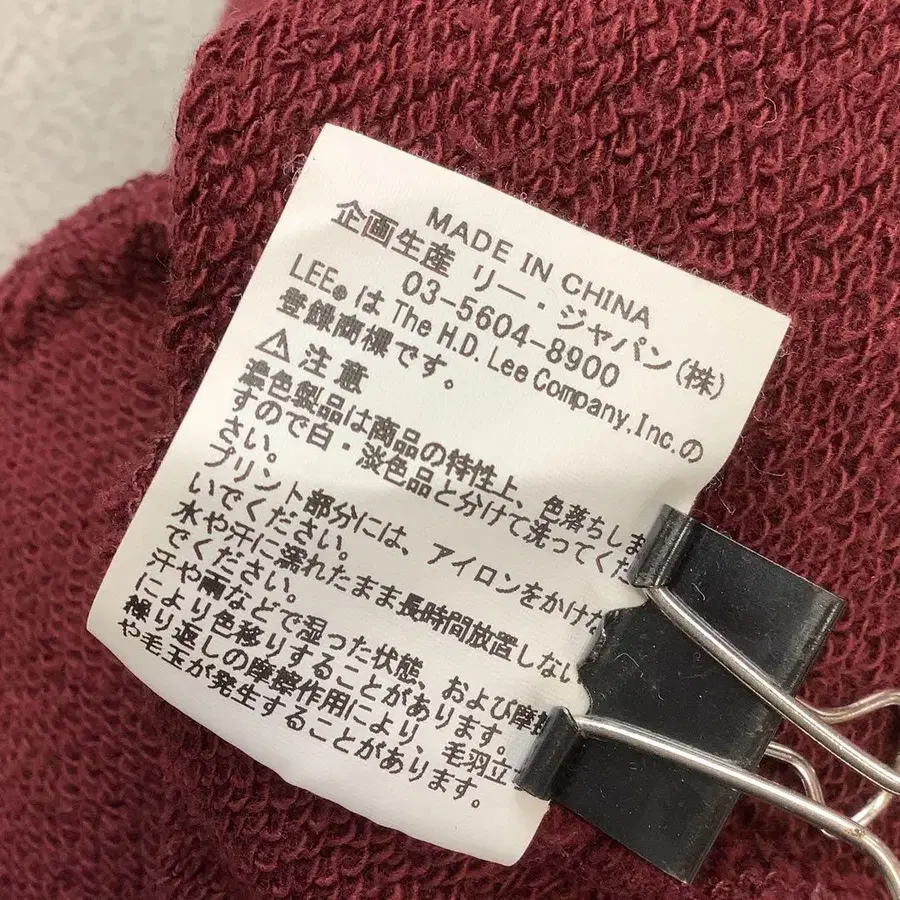 MADE IN CHINA
企画生産 リー・ジャパン(株)
03-5604-8900
LEE®は The H.D. Lee Company,Inc.の
登録商標です。
⚠ 注意
濃色製品は商品の特性上、色落ちしま
すので白・淡色品と分けて洗ってくだ
さい。
プリント部分には、アイロンをかけな
いでください。
水や汗に濡れたまま長時間放置しない
でください。
汗や雨などで湿った状態、および摩擦
により色移りすることがあります。
繰り返しの摩擦作用により、毛羽立
や毛玉が発生することがあります。